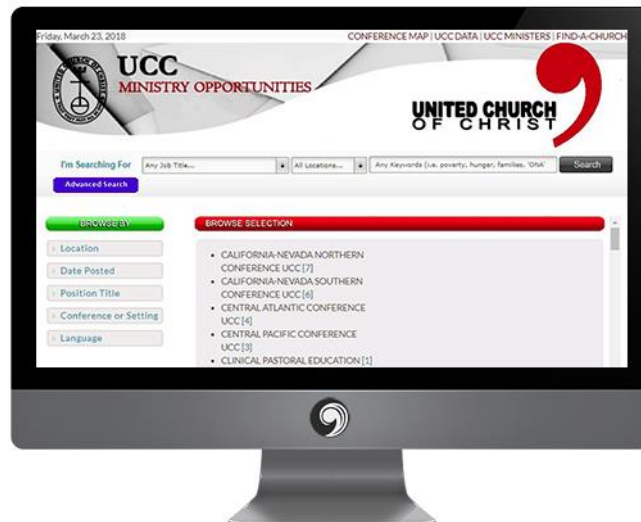 Friday, March 23, 2018
CONFERENCE MAP | UCC DATA | UCC MINISTERS | FIND-A-CHURCH
UCC
MINISTRY OPPORTUNITIES
UNITED CHURCH
OF CHRIST
I'm Searching For
Any Job Title...
All Locations...
Any Keywords (i.e. poverty, hunger, families, 'ONA'
Search
Advanced Search
BROWSE BY
Location
Date Posted
Position Title
Conference or Setting
Language
BROWSE SELECTION
• CALIFORNIA-NEVADA NORTHERN
CONFERENCE UCC [7]
• CALIFORNIA-NEVADA SOUTHERN
CONFERENCE UCC [6]
• CENTRAL ATLANTIC CONFERENCE
UCC [4]
• CENTRAL PACIFIC CONFERENCE
UCC [3]
• CLINICAL PASTORAL EDUCATION [1]